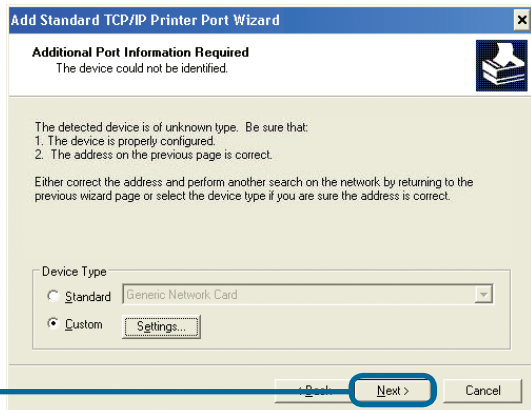 Add Standard TCP/IP Printer Port Wizard
Additional Port Information Required
The device could not be identified.
The detected device is of unknown type. Be sure that:
1. The device is properly configured.
2. The address on the previous page is correct.
Either correct the address and perform another search on the network by returning to the
previous wizard page or select the device type if you are sure the address is correct.
Device Type
Standard Generic Network Card
Custom Settings...
< Back Next > Cancel